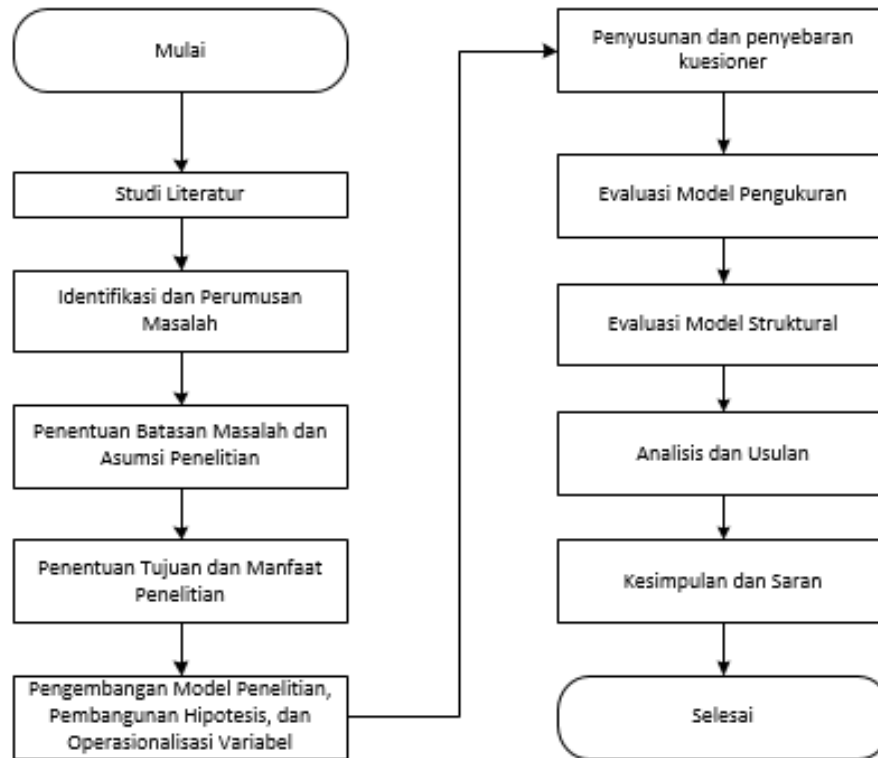 Mulai
Studi Literatur
Identifikasi dan Perumusan
Masalah
Penentuan Batasan Masalah dan
Asumsi Penelitian
Penentuan Tujuan dan Manfaat
Penelitian
Pengembangan Model Penelitian,
Pembangunan Hipotesis, dan
Operasionalisasi Variabel
Penyusunan dan penyebaran
kuesioner
Evaluasi Model Pengukuran
Evaluasi Model Struktural
Analisis dan Usulan
Kesimpulan dan Saran
Selesai